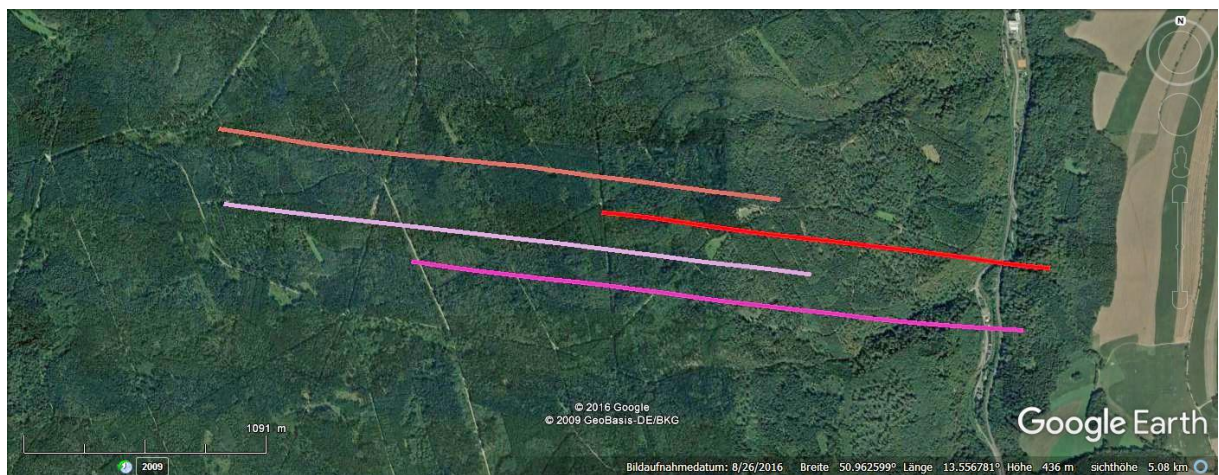 N
© 2016 Google
© 2009 GeoBasis-DE/BKG
Google Earth
1091 m
2009
Bildaufnahmedatum: 8/26/2016 Breite 50.962599° Länge 13.556781° Höhe 436 m sichthöhe 5.08 km